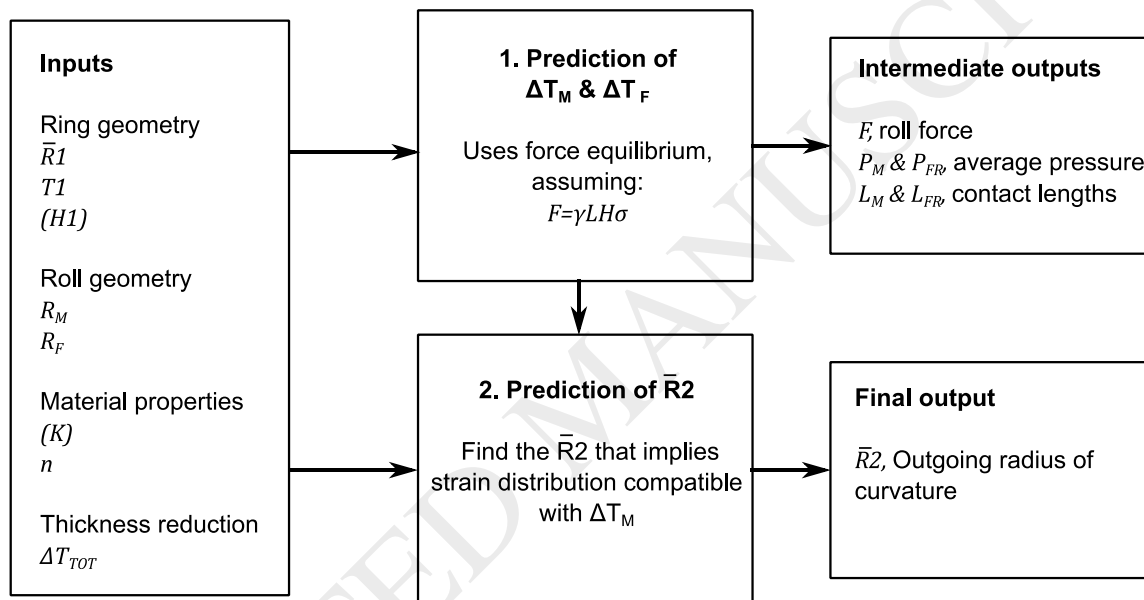 Inputs
Ring geometry
R̅1
T1
(H1)
Roll geometry
R_M
R_F
Material properties
(K)
n
Thickness reduction
ΔT_TOT
1. Prediction of
ΔT_M & ΔT_F
Uses force equilibrium,
assuming:
F=γLHσ
2. Prediction of R̅2
Find the R̅2 that implies
strain distribution compatible
with ΔT_M
Intermediate outputs
F, roll force
P_M & P_FR, average pressure
L_M & L_FR, contact lengths
Final output
R̅2, Outgoing radius of
curvature
TED MANUSCI